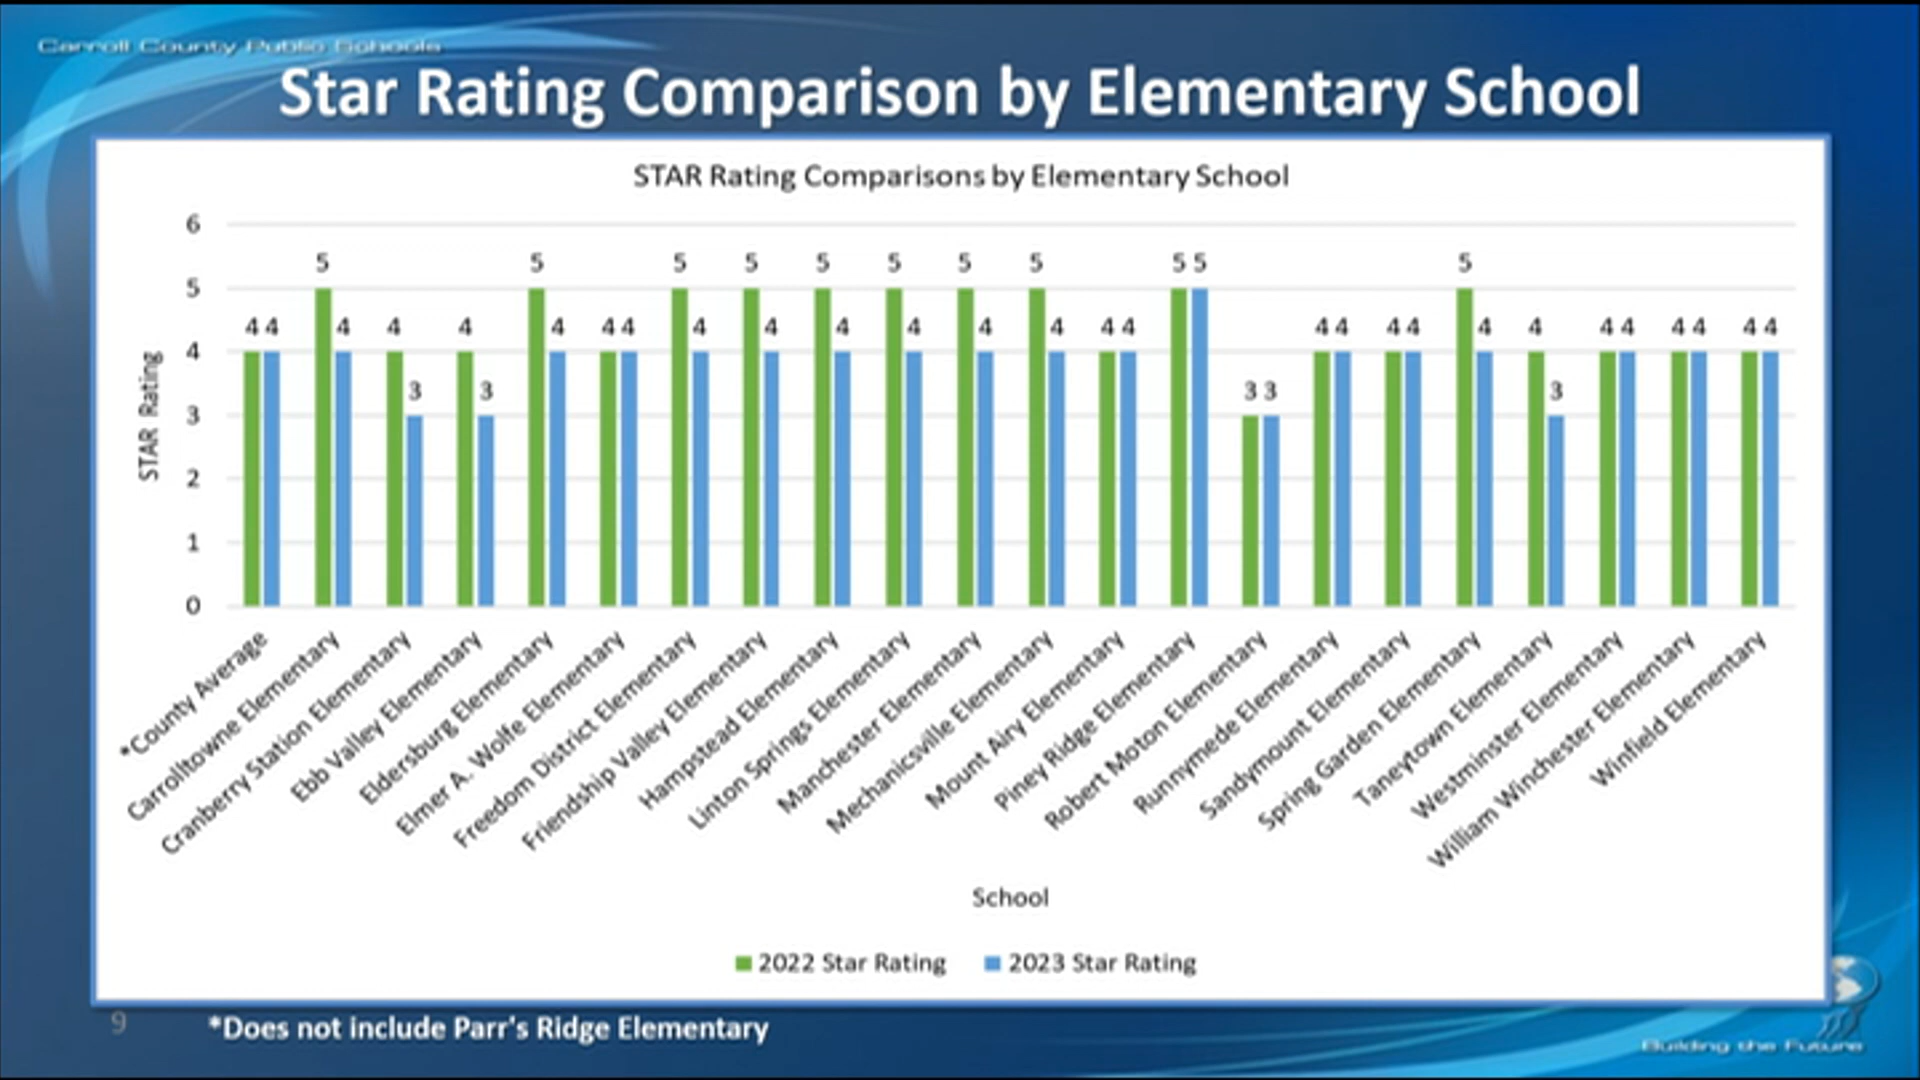 Carroll County Public Schools
Star Rating Comparison by Elementary School
STAR Rating Comparisons by Elementary School
STAR Rating
6
5
4
3
2
1
0
4 4
5 4
4 3
4 3
5 4
4 4
5 4
5 4
5 4
5 4
5 4
5 4
4 4
5 5
3 3
4 4
4 4
5 4
4 3
4 4
4 4
4 4
*County Average
Carrolltowne Elementary
Cranberry Station Elementary
Ebb Valley Elementary
Eldersburg Elementary
Elmer A. Wolfe Elementary
Freedom District Elementary
Friendship Valley Elementary
Hampstead Elementary
Linton Springs Elementary
Manchester Elementary
Mechanicsville Elementary
Mount Airy Elementary
Piney Ridge Elementary
Robert Moton Elementary
Runnymede Elementary
Sandymount Elementary
Spring Garden Elementary
Taneytown Elementary
Westminster Elementary
William Winchester Elementary
Winfield Elementary
School
2022 Star Rating 2023 Star Rating
9
*Does not include Parr's Ridge Elementary
Building the Future